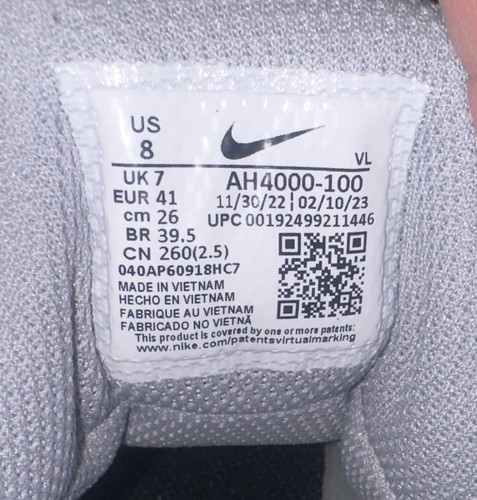 US
8
VL
UK 7
EUR 41
cm 26
BR 39.5
CN 260(2.5)
040AP60918HC7
AH4000-100
11/30/22 | 02/10/23
UPC 00192499211446
MADE IN VIETNAM
HECHO EN VIETNAM
FABRIQUE AU VIETNAM
FABRICADO NO VIETNÃ
This product is covered by one or more patents:
www.nike.com/patentsvirtualmarking